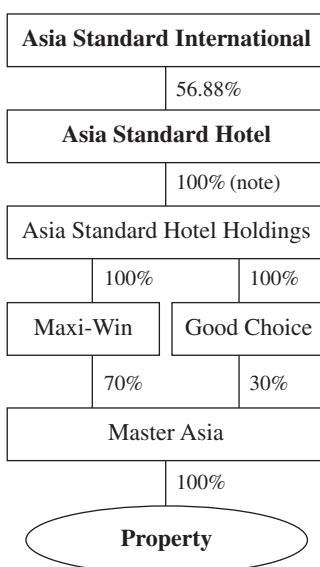 Asia Standard International
56.88%
Asia Standard Hotel
100% (note)
Asia Standard Hotel Holdings
100% 100%
Maxi-Win Good Choice
70% 30%
Master Asia
100%
Property